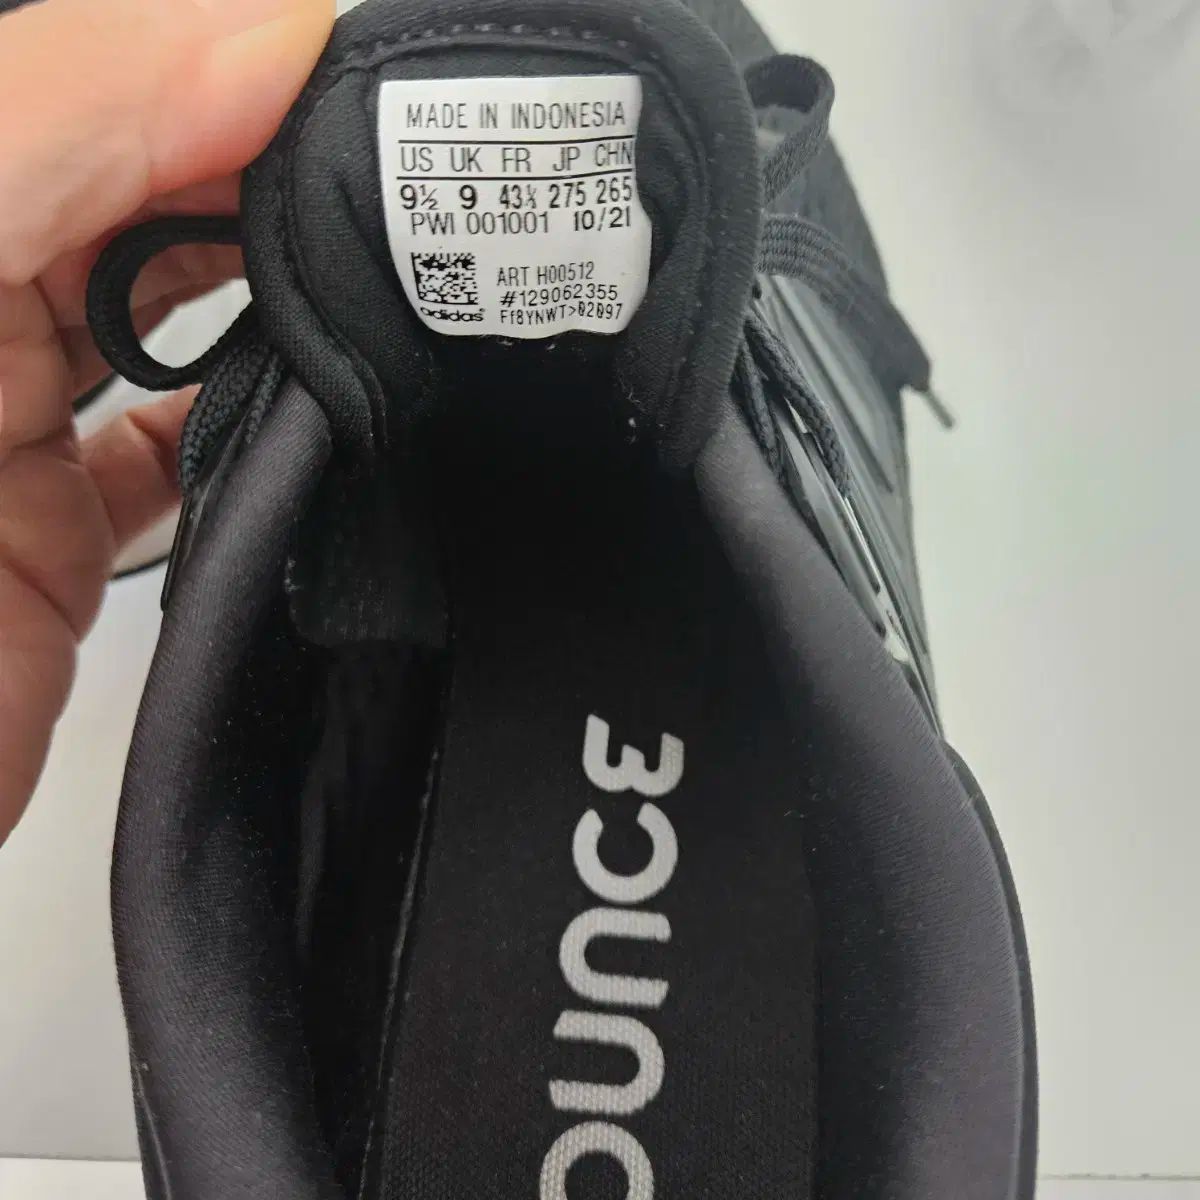 MADE IN INDONESIA
US UK FR JP CHN
9½ 9 43⅓ 275 265
PWI 001001 10/21
ART H00512
#129062355
adidas® Ff8YNWT>02097
OUNCE